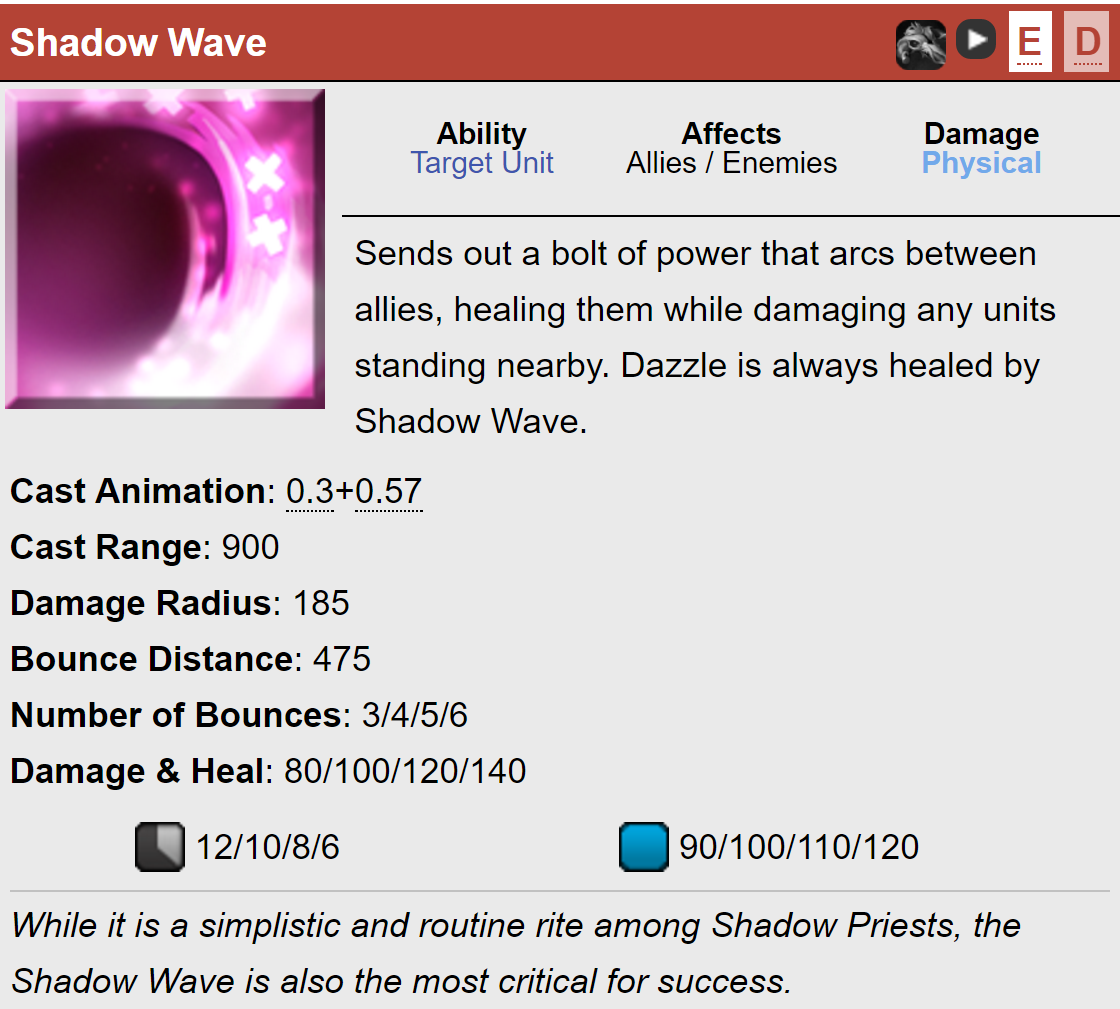 Shadow Wave
E D
Ability Affects Damage
Target Unit Allies / Enemies Physical
Sends out a bolt of power that arcs between
allies, healing them while damaging any units
standing nearby. Dazzle is always healed by
Shadow Wave.
Cast Animation: 0.3+0.57
Cast Range: 900
Damage Radius: 185
Bounce Distance: 475
Number of Bounces: 3/4/5/6
Damage & Heal: 80/100/120/140
12/10/8/6 90/100/110/120
While it is a simplistic and routine rite among Shadow Priests, the
Shadow Wave is also the most critical for success.